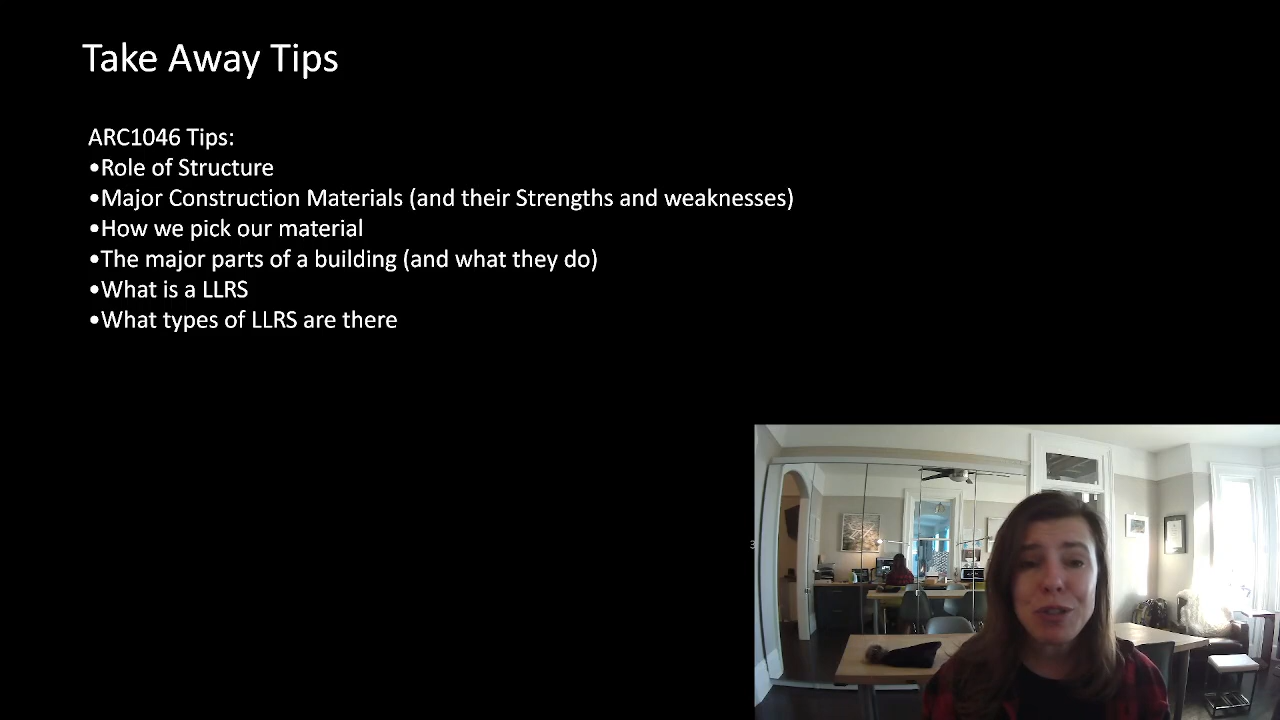 Take Away Tips
ARC1046 Tips:
•Role of Structure
•Major Construction Materials (and their Strengths and weaknesses)
•How we pick our material
•The major parts of a building (and what they do)
•What is a LLRS
•What types of LLRS are there
3